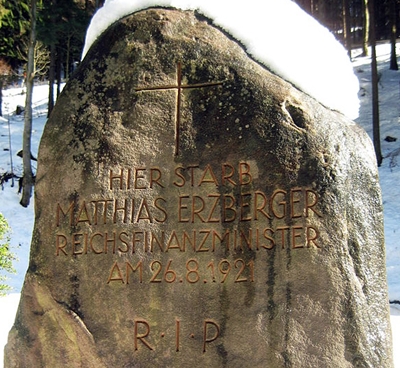 HIER STARB
MATTHIAS ERZBERGER
REICHSFINANZMINISTER
AM 26.8.1921
R·I·P